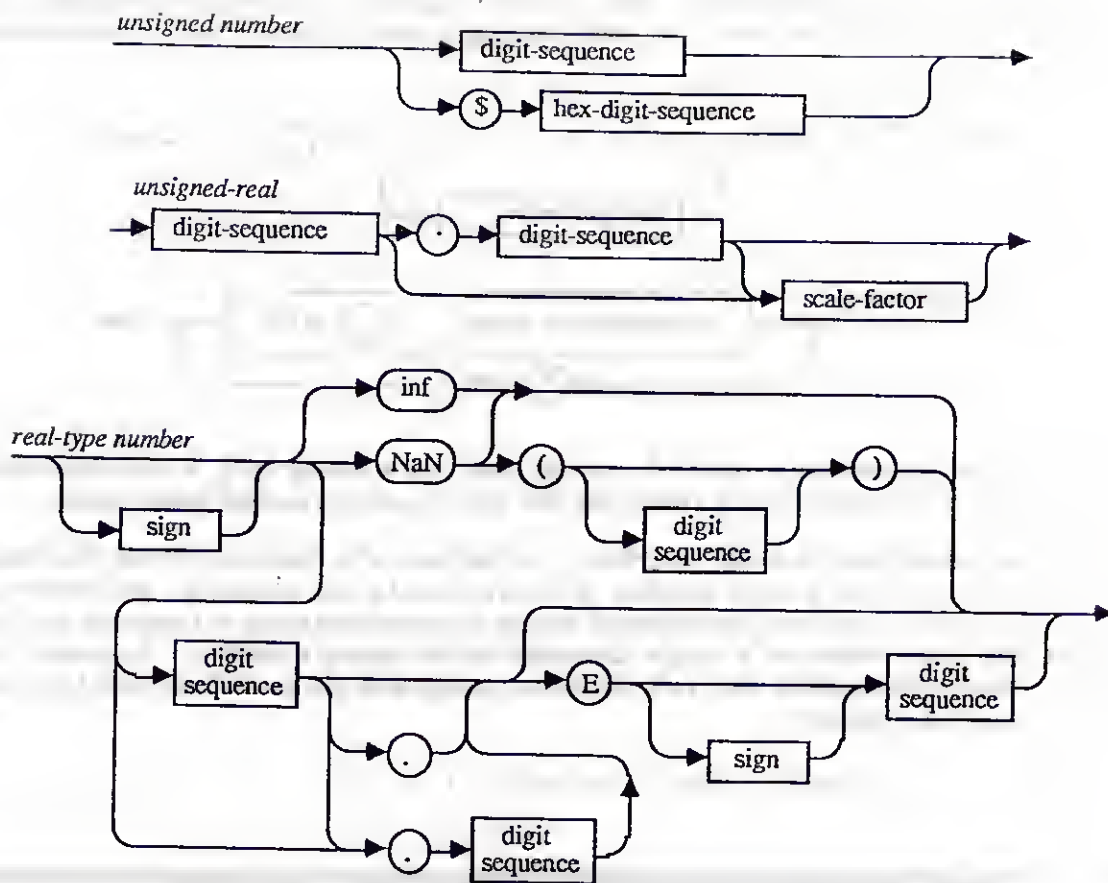 unsigned number
digit-sequence
$ hex-digit-sequence
unsigned-real
digit-sequence . digit-sequence
scale-factor
inf
real-type number
NaN ( )
sign
digit
sequence
digit
sequence
E
digit
sequence
.
sign
.
digit
sequence